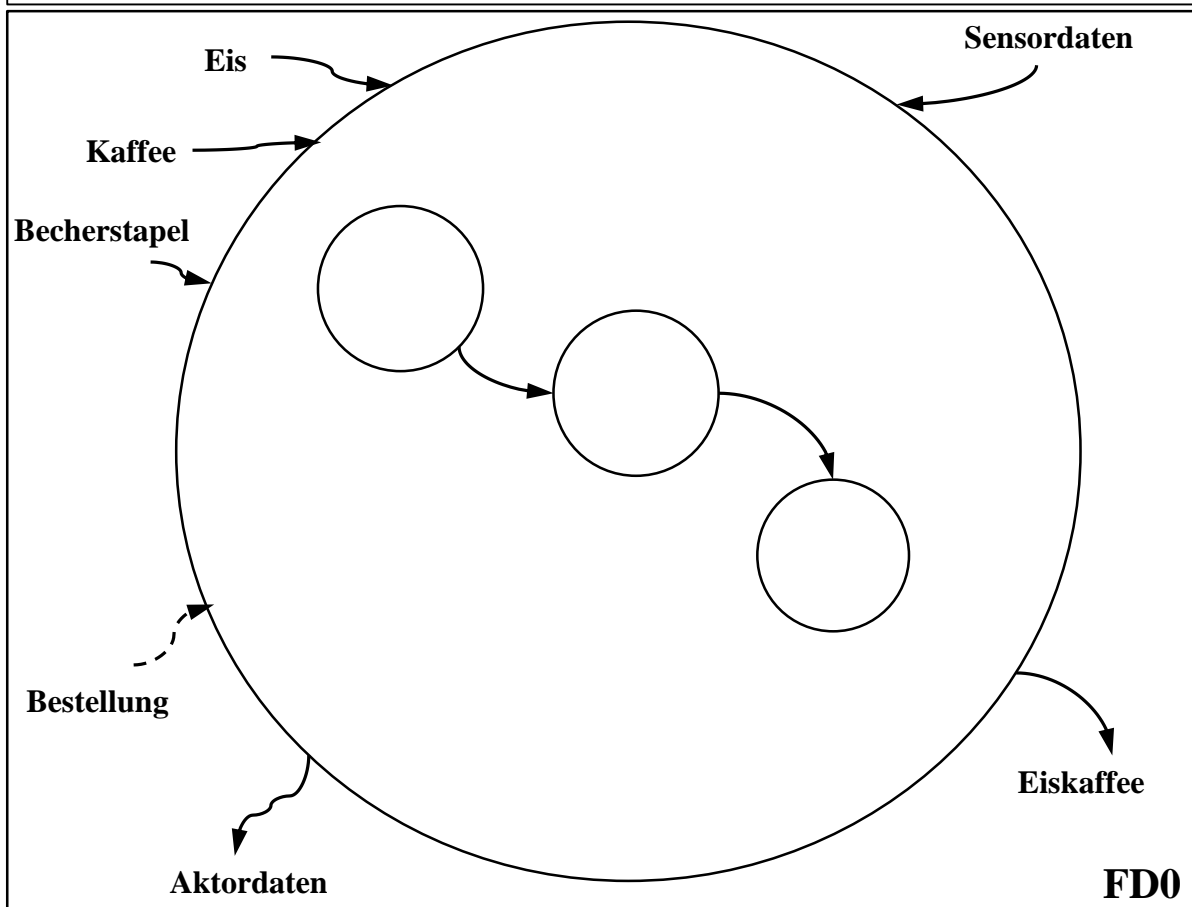 Sensordaten
Eis
Kaffee
Becherstapel
Bestellung
Eiskaffee
Aktordaten
FD0